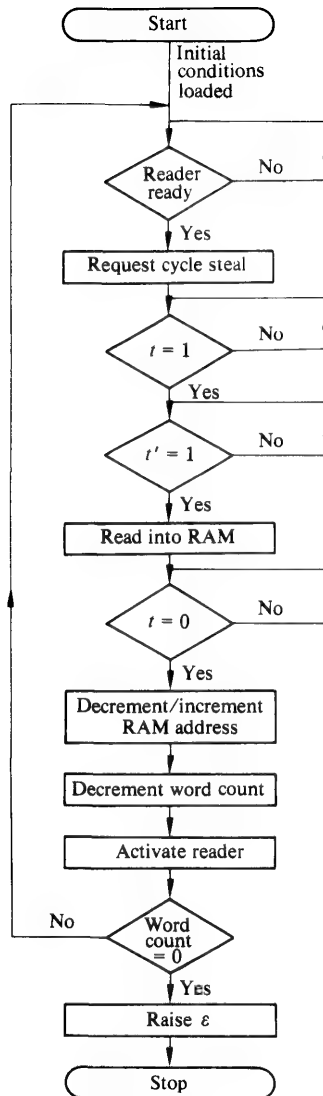 Start
Initial
conditions
loaded
Reader
ready
No
Yes
Request cycle steal
t = 1
No
Yes
t' = 1
No
Yes
Read into RAM
t = 0
No
Yes
Decrement/increment
RAM address
Decrement word count
Activate reader
No
Word
count
= 0
Yes
Raise ε
Stop